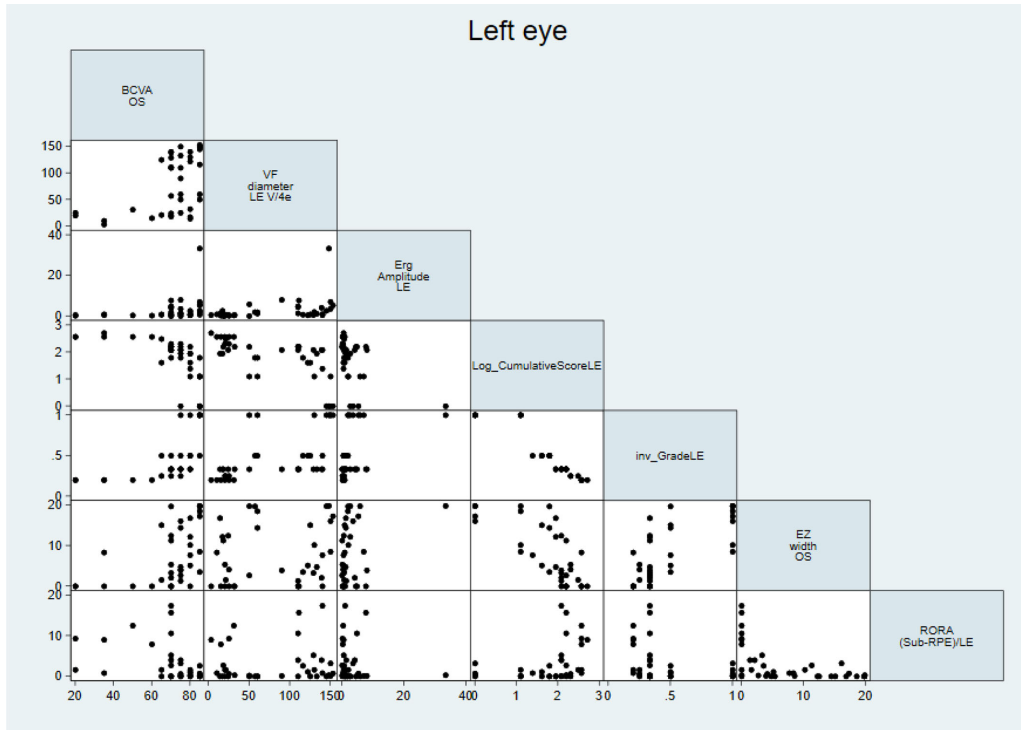 Left eye
BCVA
OS
150
100
50
0
VF
diameter
LE V/4e
40
20
0
Erg
Amplitude
LE
3
2
1
0
Log_CumulativeScoreLE
1
.5
0
inv_GradeLE
20
10
0
EZ
width
OS
20
10
0
RORA
(Sub-RPE)/LE
20 40 60 80 0 50 100 150 0 20 40 0 1 2 3 0 .5 1 0 10 20